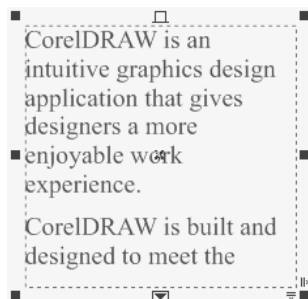 CorelDRAW is an
intuitive graphics design
application that gives
designers a more
enjoyable work
experience.
CorelDRAW is built and
designed to meet the